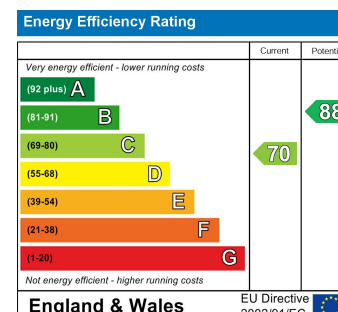 Energy Efficiency Rating
Current
Very energy efficient - lower running costs
(92 plus) A
(81-91) B
88
(69-80) C
70
(55-68) D
(39-54) E
(21-38) F
(1-20) G
Not energy efficient - higher running costs
England & Wales
EU Directive